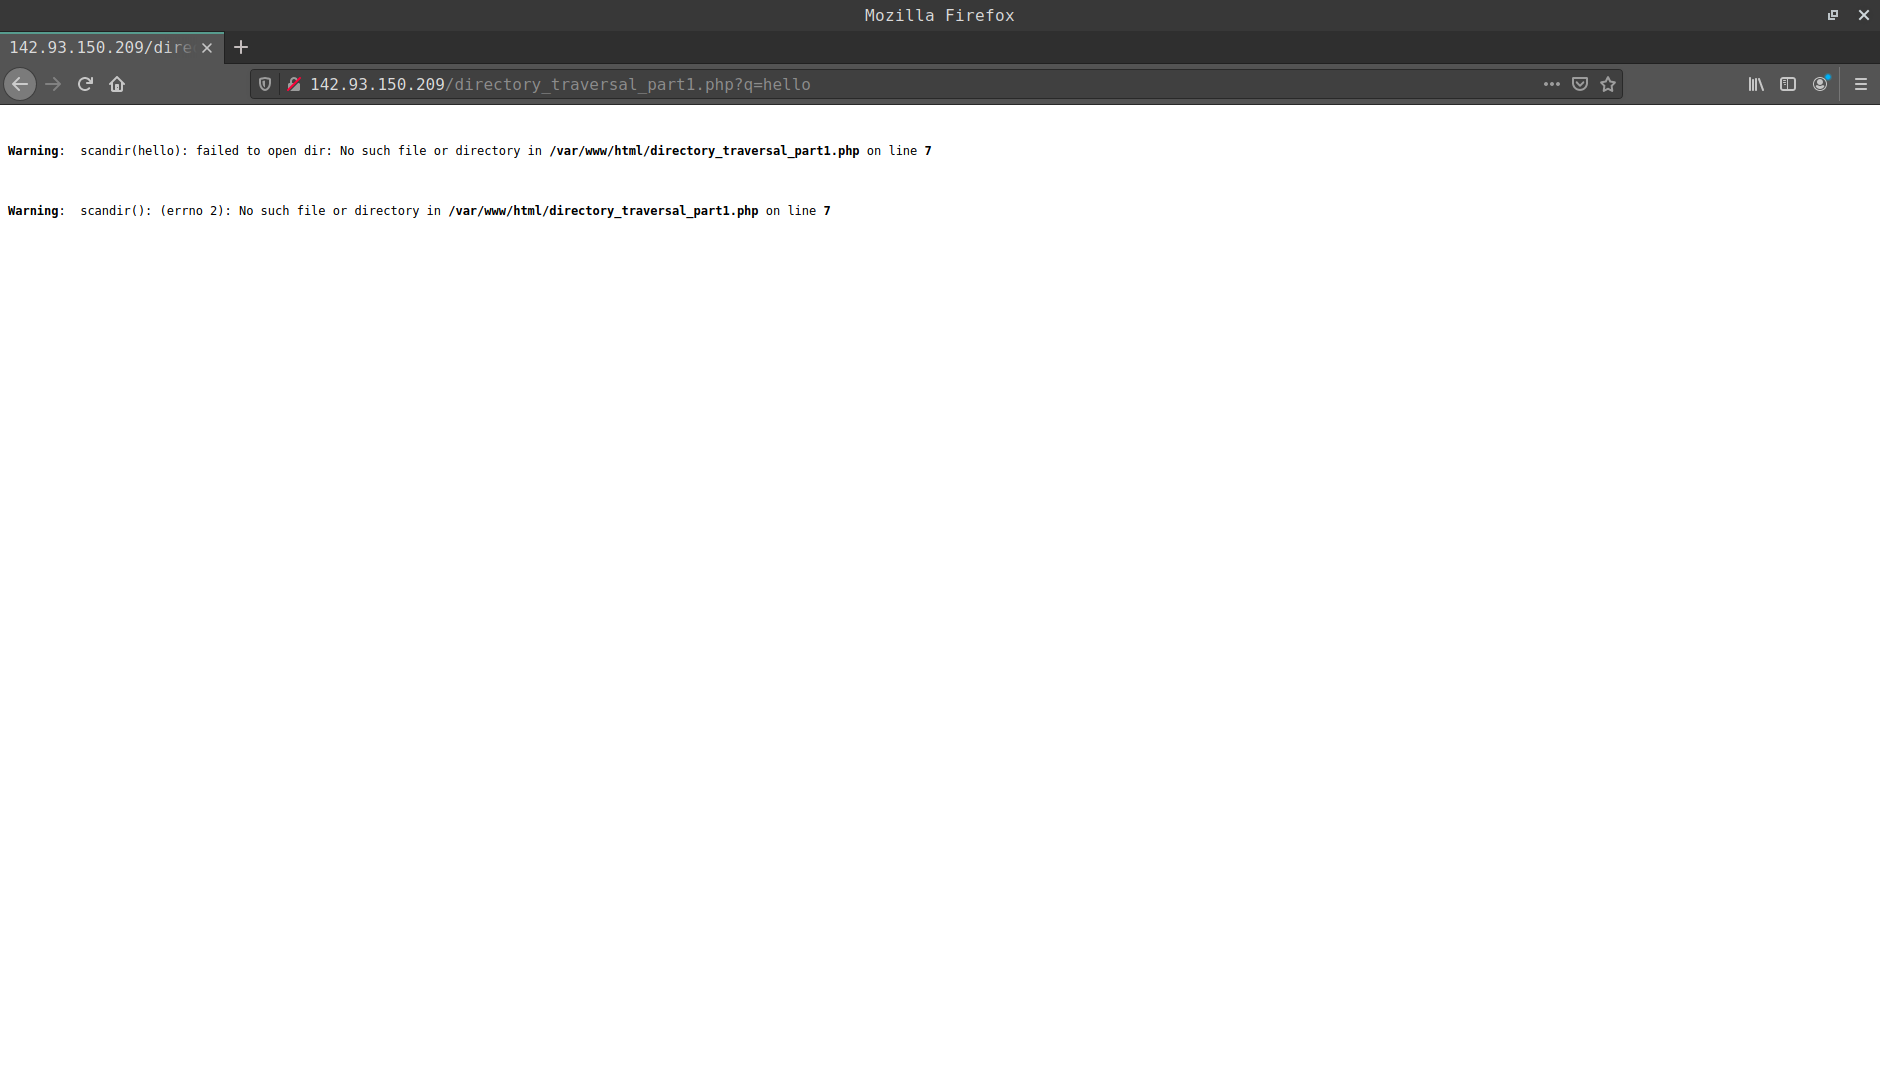 Mozilla Firefox
142.93.150.209/dire
142.93.150.209/directory_traversal_part1.php?q=hello
Warning:  scandir(hello): failed to open dir: No such file or directory in /var/www/html/directory_traversal_part1.php on line 7
Warning:  scandir(): (errno 2): No such file or directory in /var/www/html/directory_traversal_part1.php on line 7